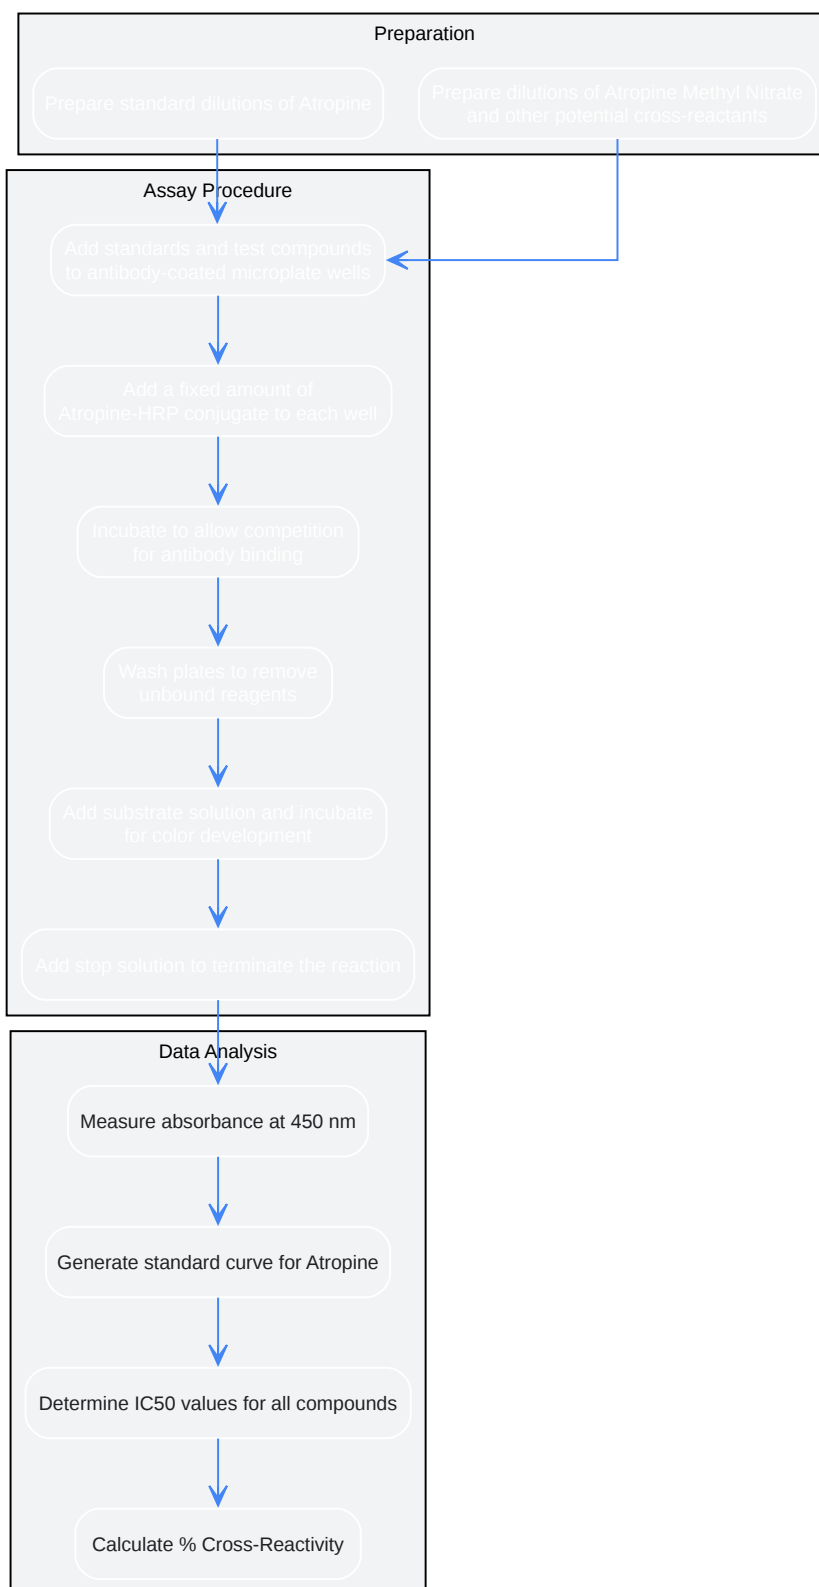 Preparation
Prepare standard dilutions of Atropine
Prepare dilutions of Atropine Methyl Nitrate
and other potential cross-reactants
Assay Procedure
Add standards and test compounds
to antibody-coated microplate wells
Add a fixed amount of
Atropine-HRP conjugate to each well
Incubate to allow competition
for antibody binding
Wash plates to remove
unbound reagents
Add substrate solution and incubate
for color development
Add stop solution to terminate the reaction
Data Analysis
Measure absorbance at 450 nm
Generate standard curve for Atropine
Determine IC50 values for all compounds
Calculate % Cross-Reactivity